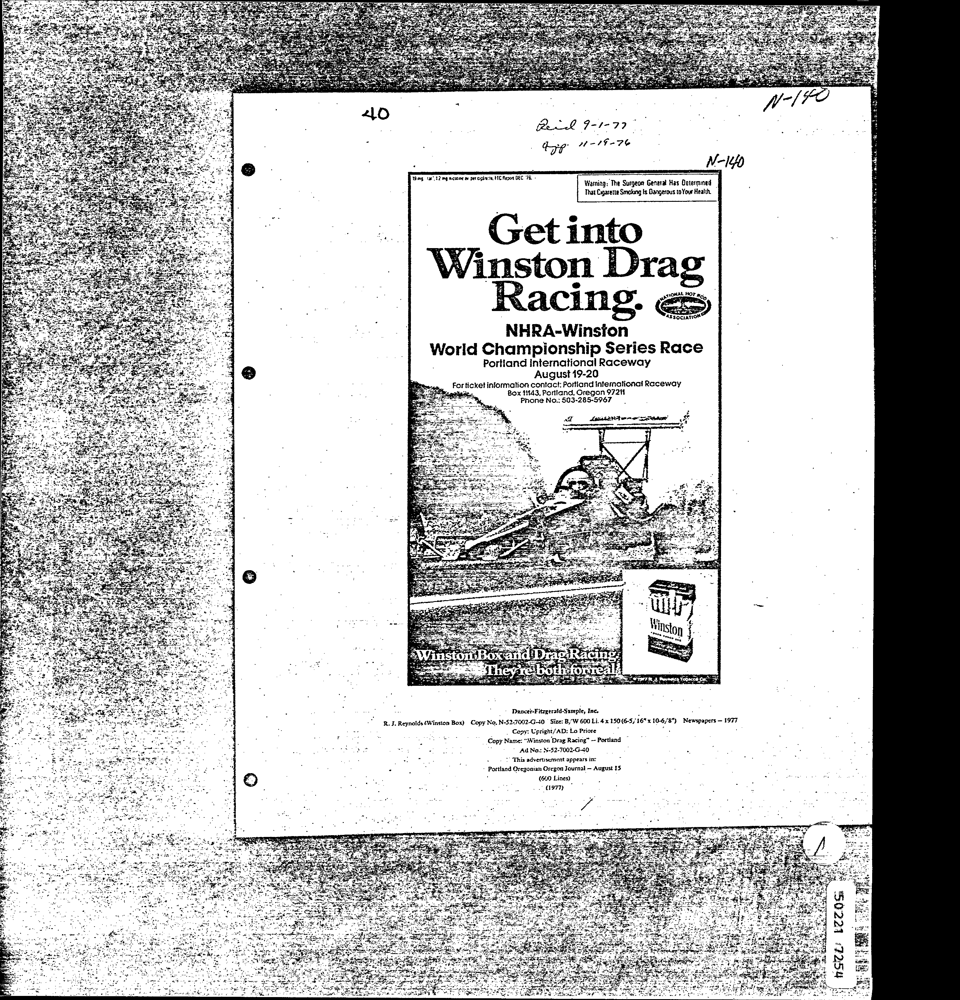 40
N-140
Recd 9-1-77
App 11-19-76
N-140
19 mg. "tar", 1.2 mg. nicotine av. per cigarette, FTC Report DEC. '76.
Warning: The Surgeon General Has Determined
That Cigarette Smoking Is Dangerous to Your Health.
Get into
Winston Drag
Racing.
NATIONAL HOT ROD
ASSOCIATION
NHRA-Winston
World Championship Series Race
Portland International Raceway
August 19-20
For ticket information contact: Portland International Raceway
Box 11143, Portland, Oregon 97211
Phone No.: 503-285-5967
Winston
Winston Box and Drag Racing.
They're both for real.
©1977 R. J. Reynolds Tobacco Co.
Dancer-Fitzgerald-Sample, Inc.
R. J. Reynolds (Winston Box) Copy No. N-52-7002-G-40 Size: B/W 600 Li. 4 x 150 (6-5/16" x 10-6/8") Newspapers — 1977
Copy: Upright/AD: Lo Priore
Copy Name: "Winston Drag Racing" — Portland
Ad No.: N-52-7002-G-40
This advertisement appears in:
Portland Oregonian Oregon Journal — August 15
(600 Lines)
(1977)
50221 7254